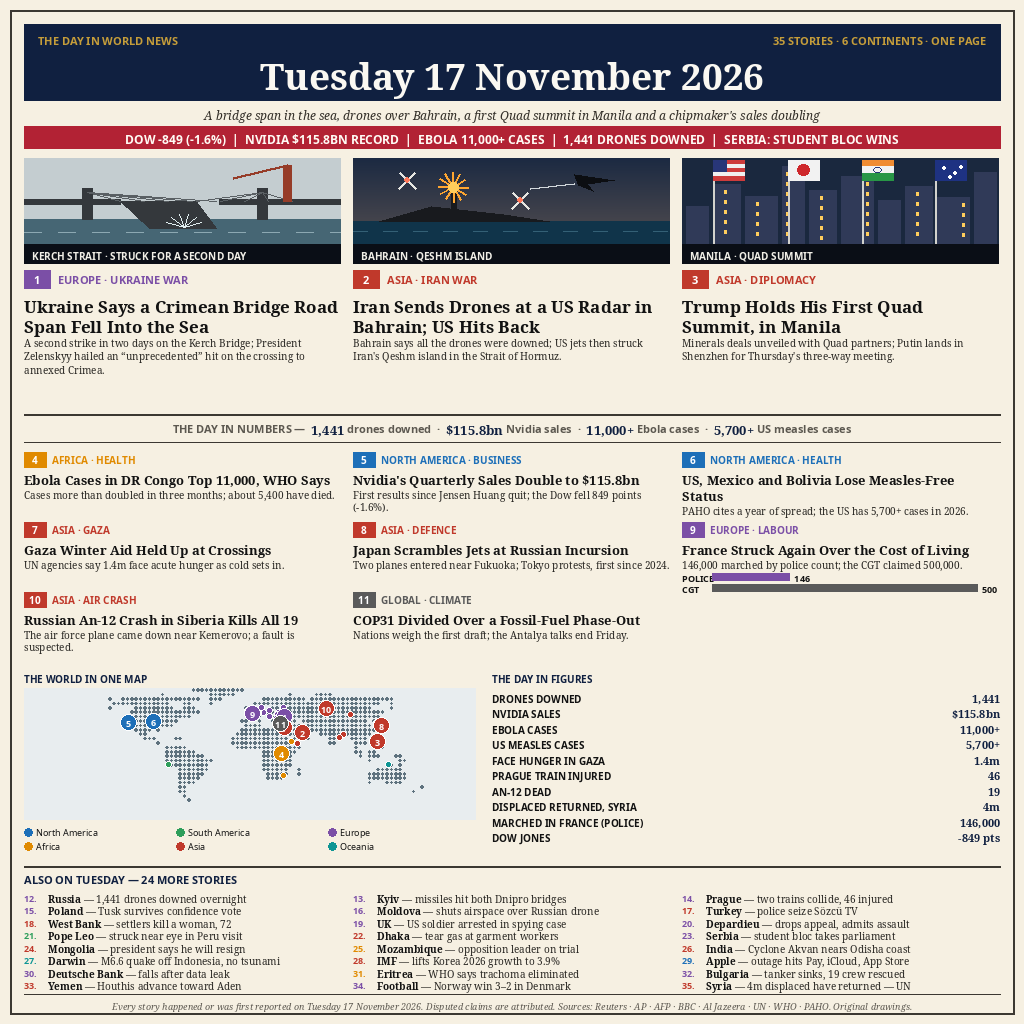 THE DAY IN WORLD NEWS
35 STORIES · 6 CONTINENTS · ONE PAGE
Tuesday 17 November 2026
A bridge span in the sea, drones over Bahrain, a first Quad summit in Manila and a chipmaker's sales doubling
DOW -849 (-1.6%) | NVIDIA $115.8BN RECORD | EBOLA 11,000+ CASES | 1,441 DRONES DOWNED | SERBIA: STUDENT BLOC WINS
KERCH STRAIT · STRUCK FOR A SECOND DAY
1 EUROPE · UKRAINE WAR
Ukraine Says a Crimean Bridge Road
Span Fell Into the Sea
A second strike in two days on the Kerch Bridge; President
Zelenskyy hailed an “unprecedented” hit on the crossing to
annexed Crimea.
BAHRAIN · QESHM ISLAND
2 ASIA · IRAN WAR
Iran Sends Drones at a US Radar in
Bahrain; US Hits Back
Bahrain says all the drones were downed; US jets then struck
Iran's Qeshm island in the Strait of Hormuz.
MANILA · QUAD SUMMIT
3 ASIA · DIPLOMACY
Trump Holds His First Quad
Summit, in Manila
Minerals deals unveiled with Quad partners; Putin lands in
Shenzhen for Thursday's three-way meeting.
THE DAY IN NUMBERS — 1,441 drones downed · $115.8bn Nvidia sales · 11,000+ Ebola cases · 5,700+ US measles cases
4 AFRICA · HEALTH
Ebola Cases in DR Congo Top 11,000, WHO Says
Cases more than doubled in three months; about 5,400 have died.
5 NORTH AMERICA · BUSINESS
Nvidia's Quarterly Sales Double to $115.8bn
First results since Jensen Huang quit; the Dow fell 849 points
(-1.6%).
6 NORTH AMERICA · HEALTH
US, Mexico and Bolivia Lose Measles-Free
Status
PAHO cites a year of spread; the US has 5,700+ cases in 2026.
7 ASIA · GAZA
Gaza Winter Aid Held Up at Crossings
UN agencies say 1.4m face acute hunger as cold sets in.
8 ASIA · DEFENCE
Japan Scrambles Jets at Russian Incursion
Two planes entered near Fukuoka; Tokyo protests, first since 2024.
9 EUROPE · LABOUR
France Struck Again Over the Cost of Living
146,000 marched by police count; the CGT claimed 500,000.
POLICE 146
CGT 500
10 ASIA · AIR CRASH
Russian An-12 Crash in Siberia Kills All 19
The air force plane came down near Kemerovo; a fault is
suspected.
11 GLOBAL · CLIMATE
COP31 Divided Over a Fossil-Fuel Phase-Out
Nations weigh the first draft; the Antalya talks end Friday.
THE WORLD IN ONE MAP
5 6 9 11 10 2 8 3 4
North America
South America
Europe
Africa
Asia
Oceania
THE DAY IN FIGURES
DRONES DOWNED 1,441
NVIDIA SALES $115.8bn
EBOLA CASES 11,000+
US MEASLES CASES 5,700+
FACE HUNGER IN GAZA 1.4m
PRAGUE TRAIN INJURED 46
AN-12 DEAD 19
DISPLACED RETURNED, SYRIA 4m
MARCHED IN FRANCE (POLICE) 146,000
DOW JONES -849 pts
ALSO ON TUESDAY — 24 MORE STORIES
12. Russia — 1,441 drones downed overnight
13. Kyiv — missiles hit both Dnipro bridges
14. Prague — two trains collide, 46 injured
15. Poland — Tusk survives confidence vote
16. Moldova — shuts airspace over Russian drone
17. Turkey — police seize Sözcü TV
18. West Bank — settlers kill a woman, 72
19. UK — US soldier arrested in spying case
20. Depardieu — drops appeal, admits assault
21. Pope Leo — struck near eye in Peru visit
22. Dhaka — tear gas at garment workers
23. Serbia — student bloc takes parliament
24. Mongolia — president says he will resign
25. Mozambique — opposition leader on trial
26. India — Cyclone Akvan nears Odisha coast
27. Darwin — M6.6 quake off Indonesia, no tsunami
28. IMF — lifts Korea 2026 growth to 3.9%
29. Apple — outage hits Pay, iCloud, App Store
30. Deutsche Bank — falls after data leak
31. Eritrea — WHO says trachoma eliminated
32. Bulgaria — tanker sinks, 19 crew rescued
33. Yemen — Houthis advance toward Aden
34. Football — Norway win 3–2 in Denmark
35. Syria — 4m displaced have returned — UN
Every story happened or was first reported on Tuesday 17 November 2026. Disputed claims are attributed. Sources: Reuters · AP · AFP · BBC · Al Jazeera · UN · WHO · PAHO. Original drawings.